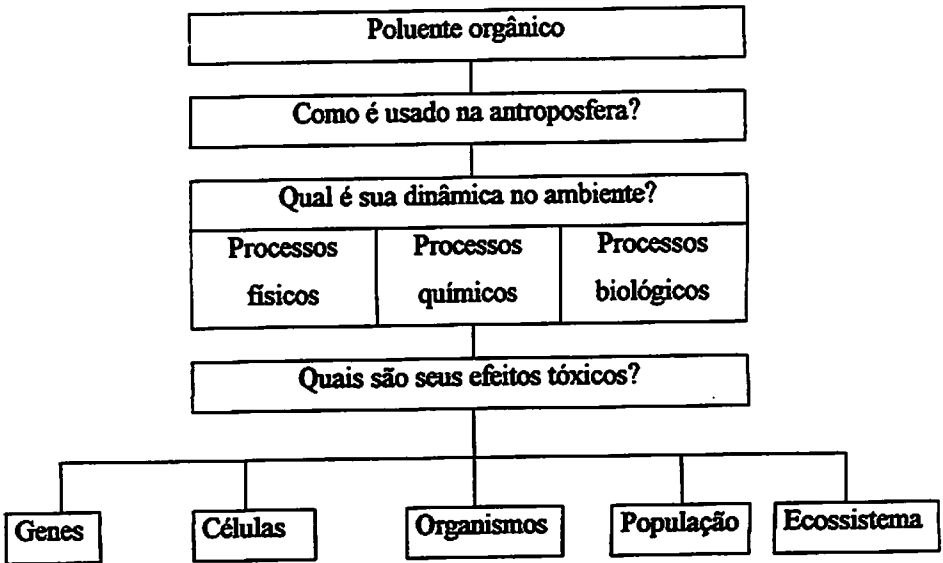 Poluente orgânico
Como é usado na antroposfera?
Qual é sua dinâmica no ambiente?
Processos
físicos
Processos
químicos
Processos
biológicos
Quais são seus efeitos tóxicos?
Genes
Células
Organismos
População
Ecossistema